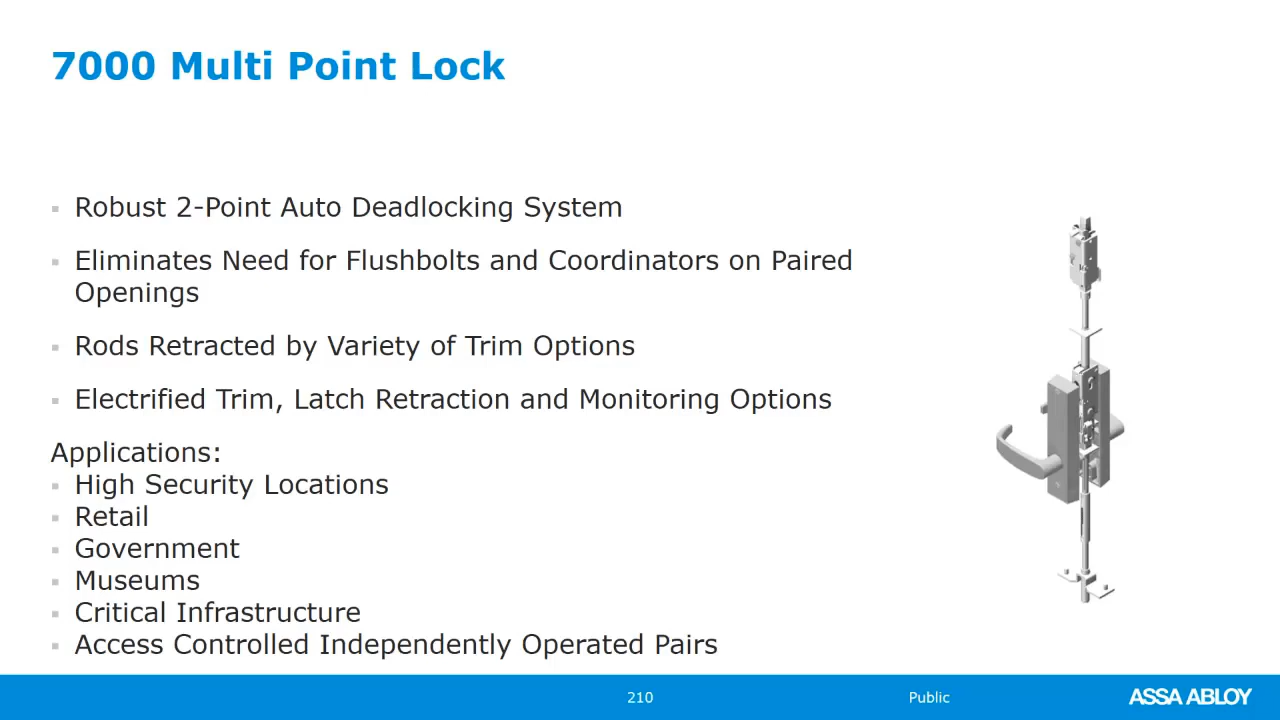 7000 Multi Point Lock
Robust 2-Point Auto Deadlocking System
Eliminates Need for Flushbolts and Coordinators on Paired
Openings
Rods Retracted by Variety of Trim Options
Electrified Trim, Latch Retraction and Monitoring Options
Applications:
High Security Locations
Retail
Government
Museums
Critical Infrastructure
Access Controlled Independently Operated Pairs
210
Public
ASSA ABLOY